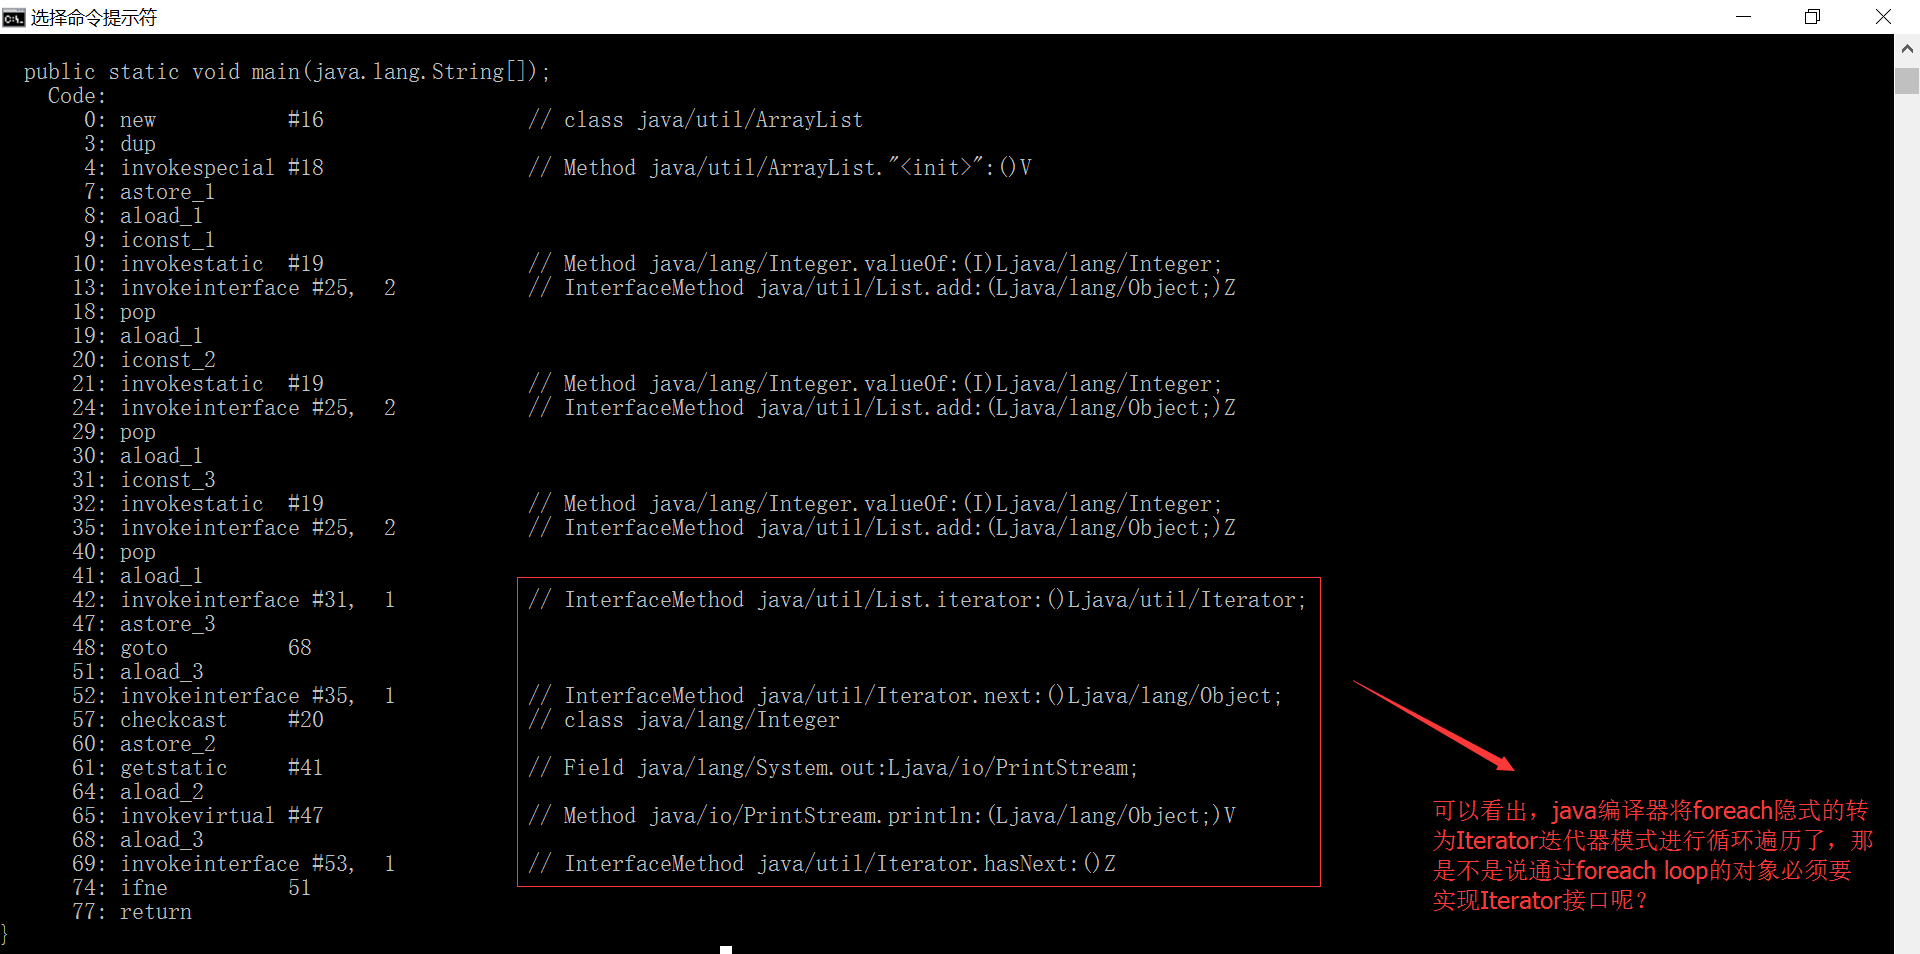 选择命令提示符
public static void main(java.lang.String[]);
Code:
0: new #16 // class java/util/ArrayList
3: dup
4: invokespecial #18 // Method java/util/ArrayList."<init>":()V
7: astore_1
8: aload_1
9: iconst_1
10: invokestatic #19 // Method java/lang/Integer.valueOf:(I)Ljava/lang/Integer;
13: invokeinterface #25, 2 // InterfaceMethod java/util/List.add:(Ljava/lang/Object;)Z
18: pop
19: aload_1
20: iconst_2
21: invokestatic #19 // Method java/lang/Integer.valueOf:(I)Ljava/lang/Integer;
24: invokeinterface #25, 2 // InterfaceMethod java/util/List.add:(Ljava/lang/Object;)Z
29: pop
30: aload_1
31: iconst_3
32: invokestatic #19 // Method java/lang/Integer.valueOf:(I)Ljava/lang/Integer;
35: invokeinterface #25, 2 // InterfaceMethod java/util/List.add:(Ljava/lang/Object;)Z
40: pop
41: aload_1
42: invokeinterface #31, 1 // InterfaceMethod java/util/List.iterator:()Ljava/util/Iterator;
47: astore_3
48: goto 68
51: aload_3
52: invokeinterface #35, 1 // InterfaceMethod java/util/Iterator.next:()Ljava/lang/Object;
57: checkcast #20 // class java/lang/Integer
60: astore_2
61: getstatic #41 // Field java/lang/System.out:Ljava/io/PrintStream;
64: aload_2
65: invokevirtual #47 // Method java/io/PrintStream.println:(Ljava/lang/Object;)V
68: aload_3
69: invokeinterface #53, 1 // InterfaceMethod java/util/Iterator.hasNext:()Z
74: ifne 51
77: return
}
可以看出，java编译器将foreach隐式的转
为Iterator迭代器模式进行循环遍历了，那
是不是说通过foreach loop的对象必须要
实现Iterator接口呢？